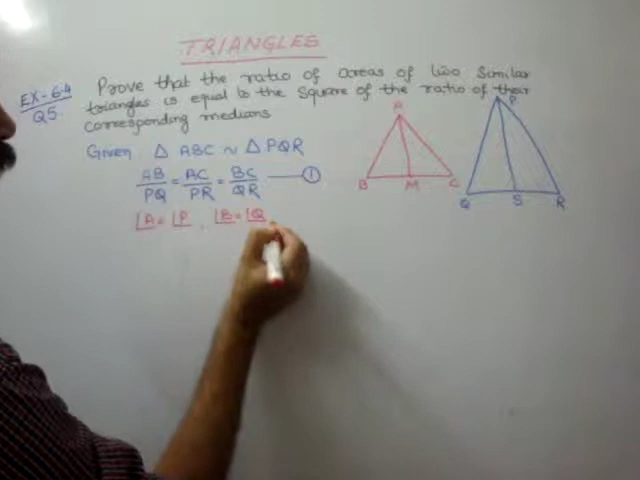 TRIANGLES
EX-6.4
Q5.
Prove that the ratio of areas of two similar
triangles is equal to the square of the ratio of their
corresponding medians
Given Δ ABC ~ Δ PQR
AB/PQ = AC/PR = BC/QR —— ①
∠A = ∠P , ∠B = ∠Q
A
B M C
P
Q S R